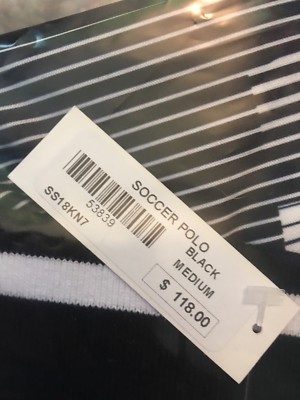 SOCCER POLO
BLACK
MEDIUM
$ 118.00
53839
SS18KN7